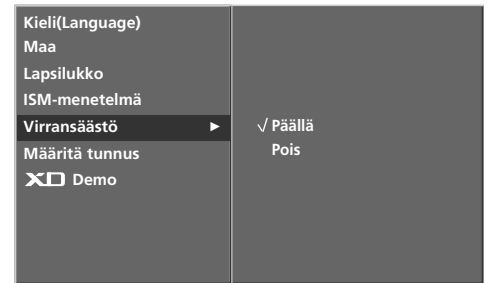 Kieli(Language)
Maa
Lapsilukko
ISM-menetelmä
Virransäästö ►
√ Päällä
Määritä tunnus
Pois
XD Demo